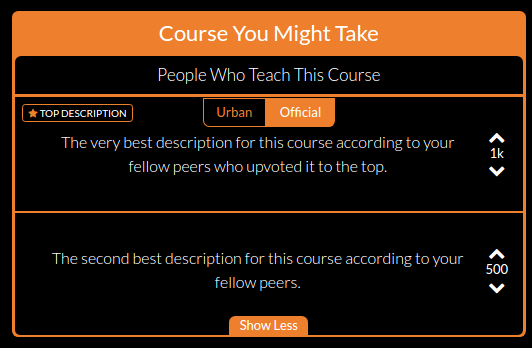 Course You Might Take
People Who Teach This Course
TOP DESCRIPTION
Urban
Official
The very best description for this course according to your
fellow peers who upvoted it to the top.
1k
The second best description for this course according to your
fellow peers.
500
Show Less